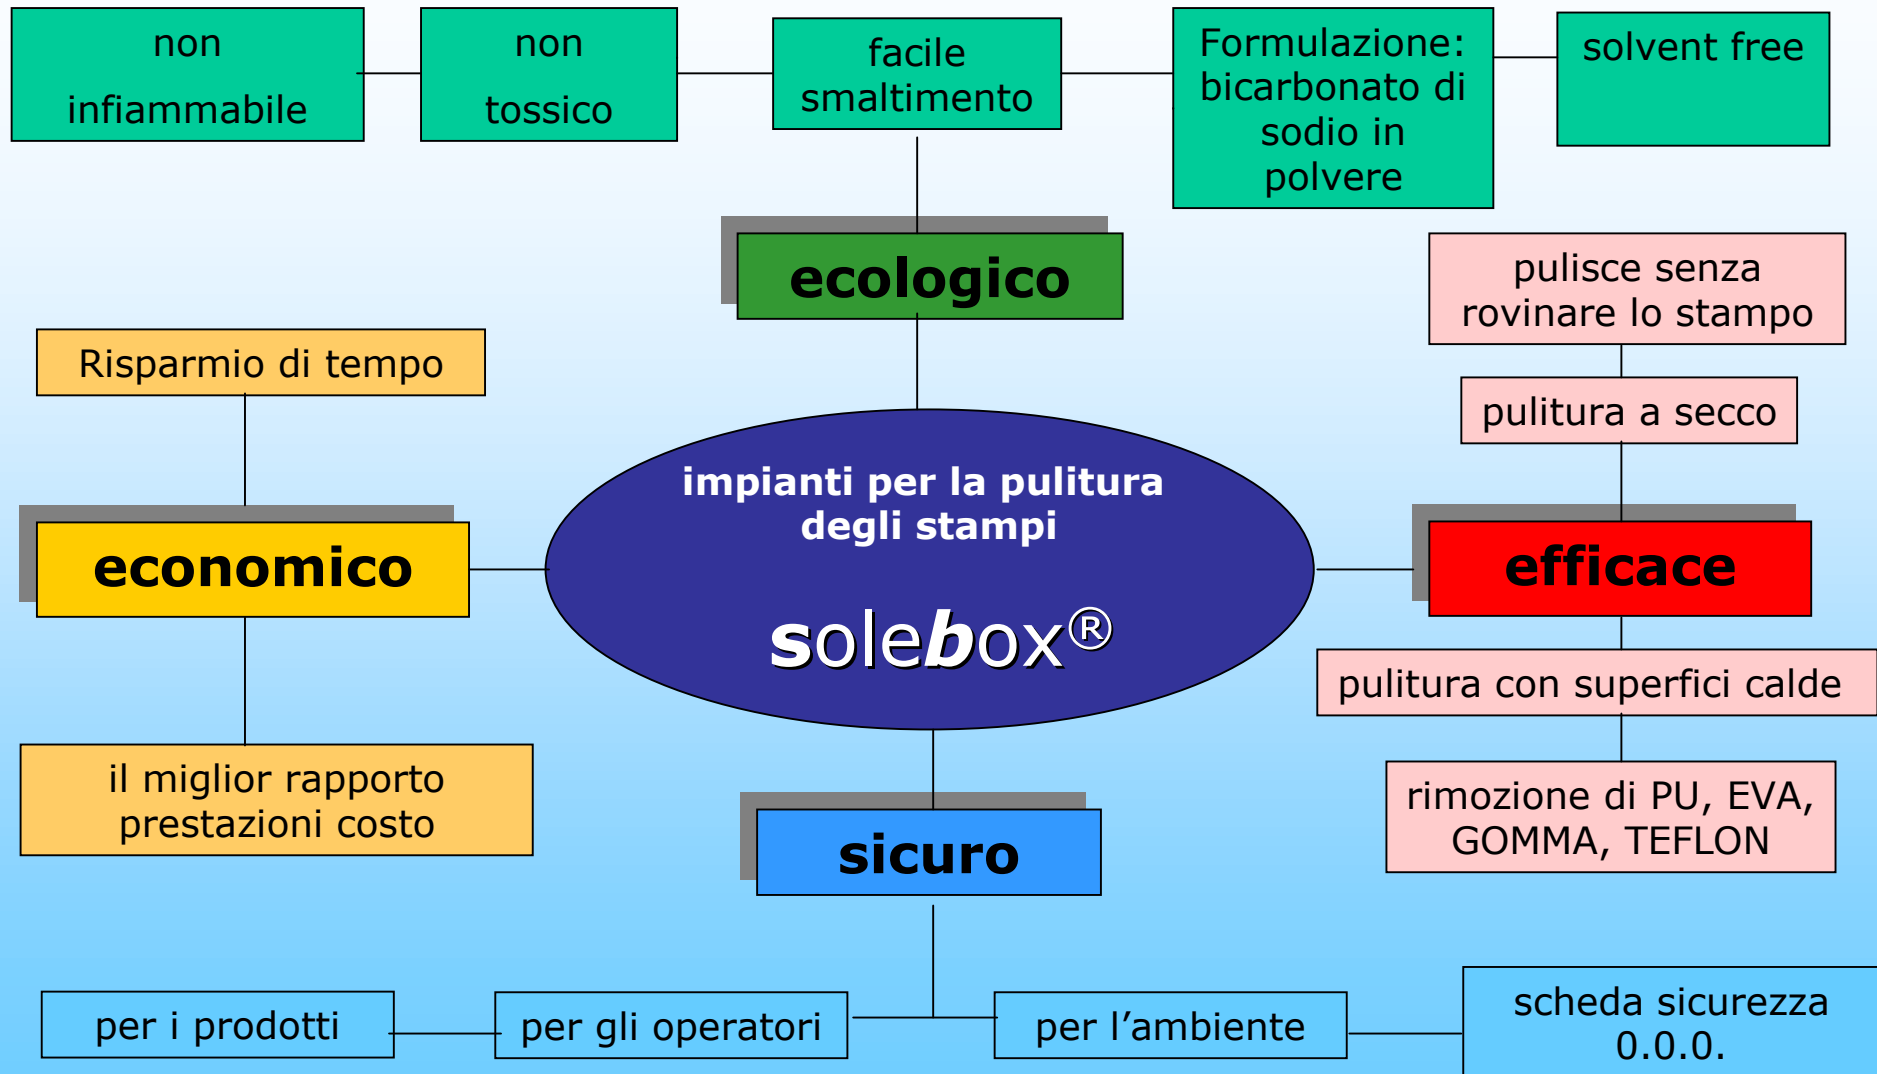 non
infiammabile
non
tossico
facile
smaltimento
Formulazione:
bicarbonato di
sodio in
polvere
solvent free
ecologico
pulisce senza
rovinare lo stampo
Risparmio di tempo
pulitura a secco
impianti per la pulitura
degli stampi
economico
efficace
solebox®
pulitura con superfici calde
il miglior rapporto
prestazioni costo
rimozione di PU, EVA,
GOMMA, TEFLON
sicuro
per i prodotti
per gli operatori
per l’ambiente
scheda sicurezza
0.0.0.